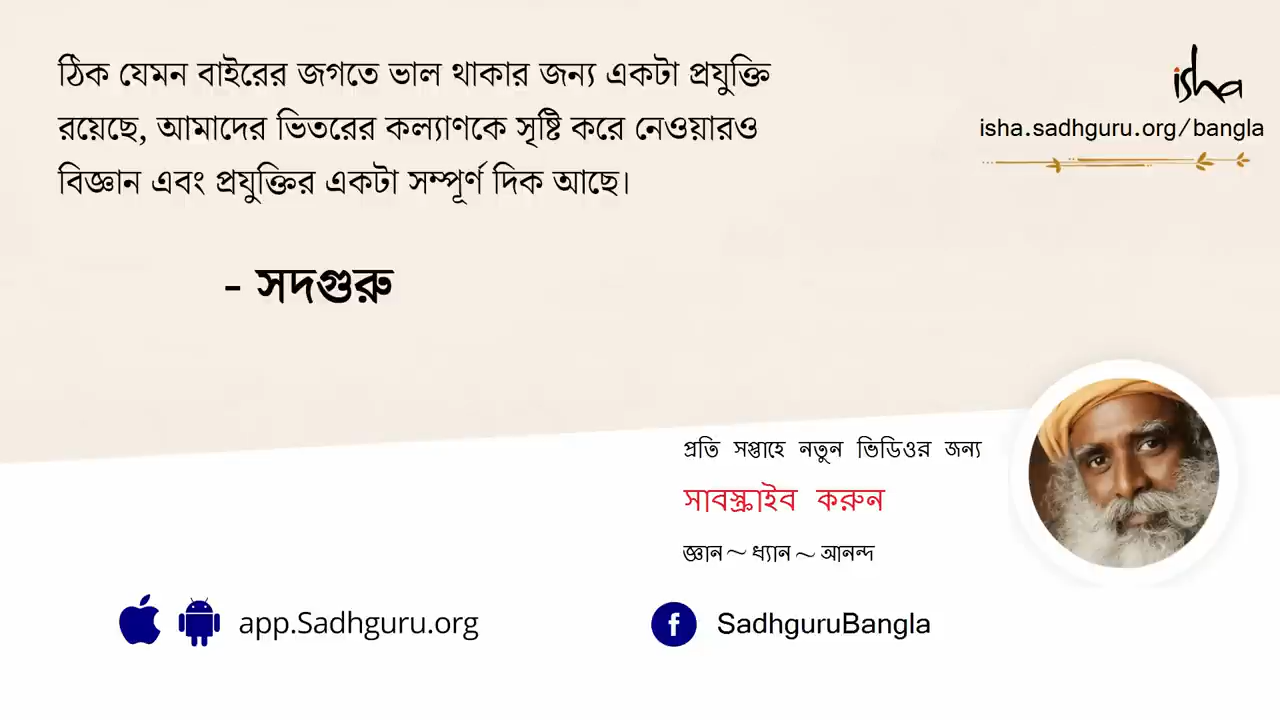 ঠিক যেমন বাইরের জগতে ভাল থাকার জন্য একটা প্রযুক্তি
রয়েছে, আমাদের ভিতরের কল্যাণকে সৃষ্টি করে নেওয়ারও
বিজ্ঞান এবং প্রযুক্তির একটা সম্পূর্ণ দিক আছে।
- সদগুরু
isha
isha.sadhguru.org/bangla
প্রতি সপ্তাহে নতুন ভিডিওর জন্য
সাবস্ক্রাইব করুন
জ্ঞান ~ ধ্যান ~ আনন্দ
app.Sadhguru.org
f SadhguruBangla